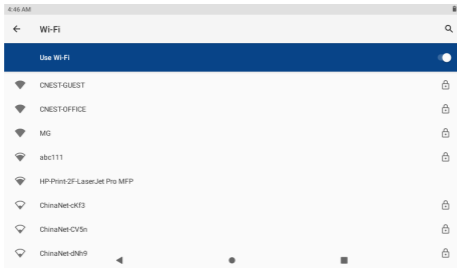 4:46 AM
Wi-Fi
Use Wi-Fi
CNEST-GUEST
CNEST-OFFICE
MG
abc111
HP-Print-2F-LaserJet Pro MFP
ChinaNet-cKf3
ChinaNet-CV5n
ChinaNet-dNh9